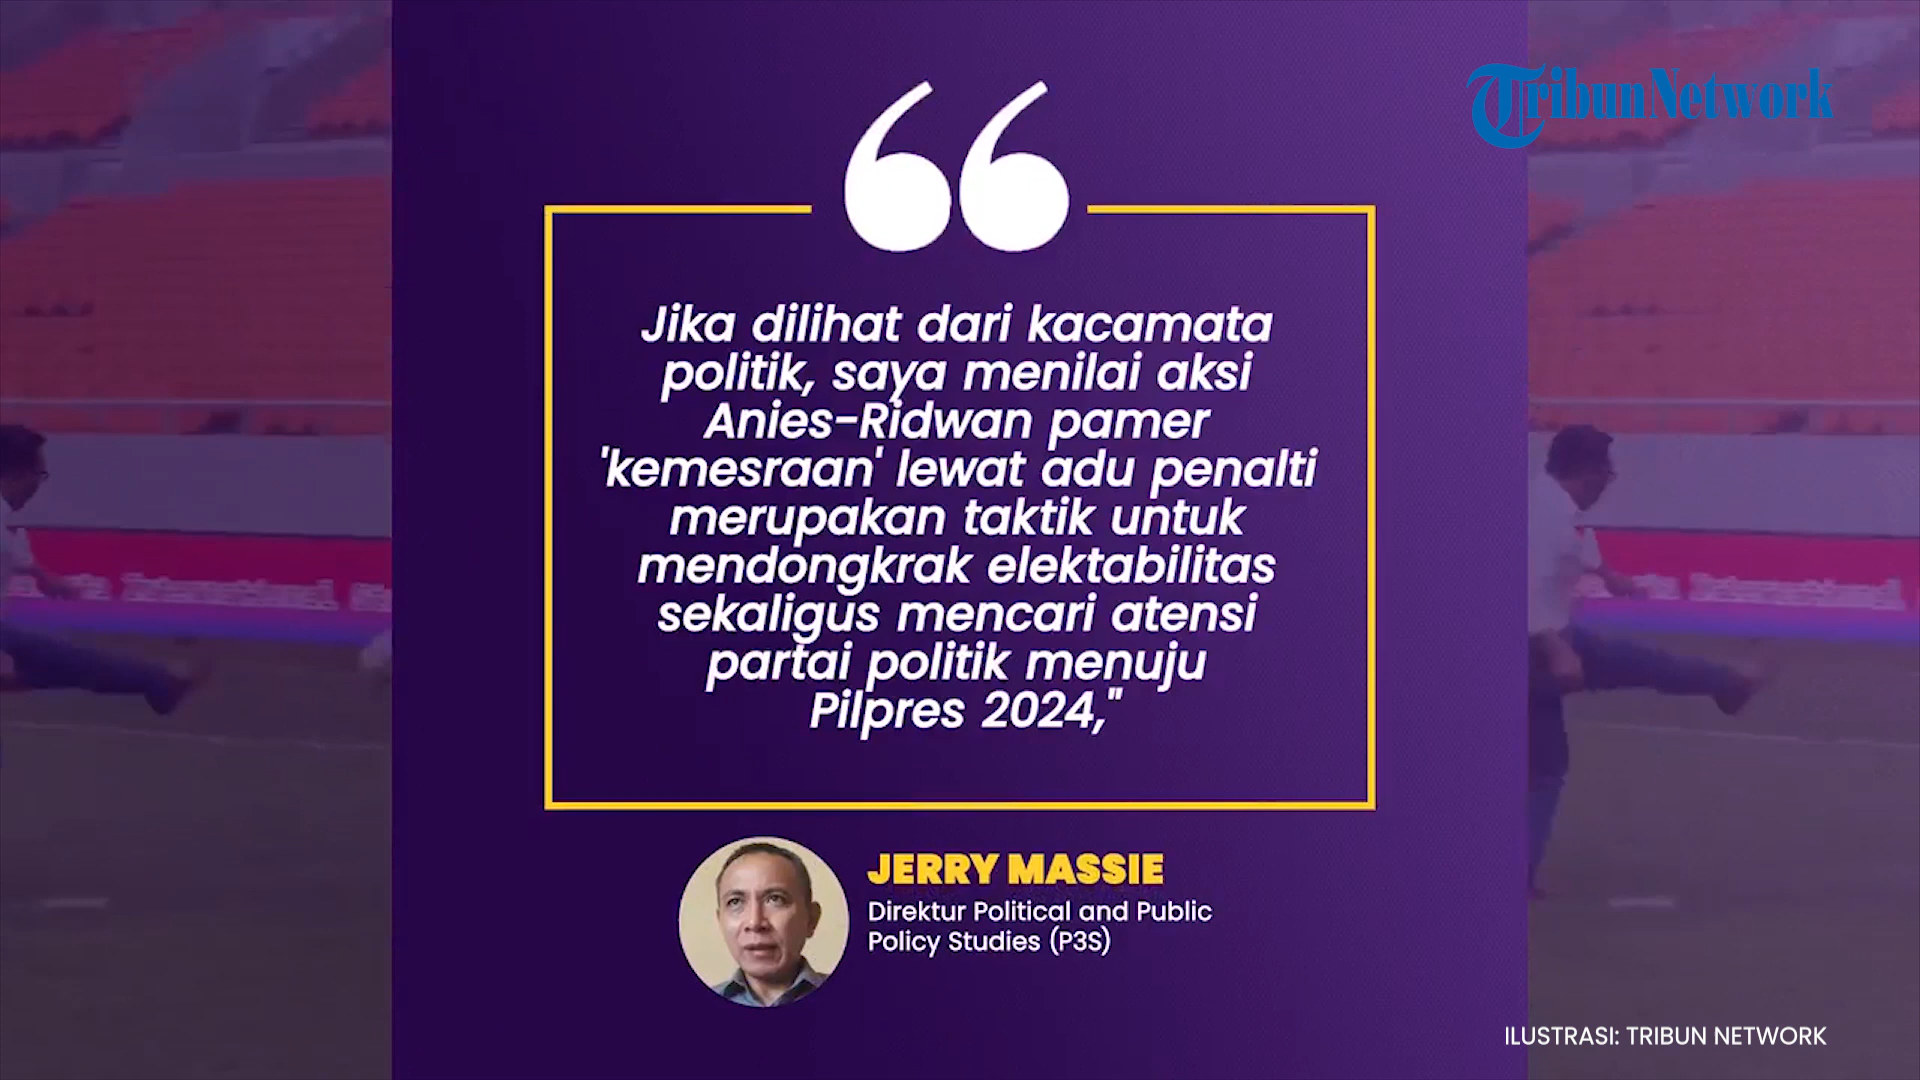 Tribun Network
Jika dilihat dari kacamata
politik, saya menilai aksi
Anies-Ridwan pamer
'kemesraan' lewat adu penalti
merupakan taktik untuk
mendongkrak elektabilitas
sekaligus mencari atensi
partai politik menuju
Pilpres 2024,"
JERRY MASSIE
Direktur Political and Public
Policy Studies (P3S)
ILUSTRASI: TRIBUN NETWORK